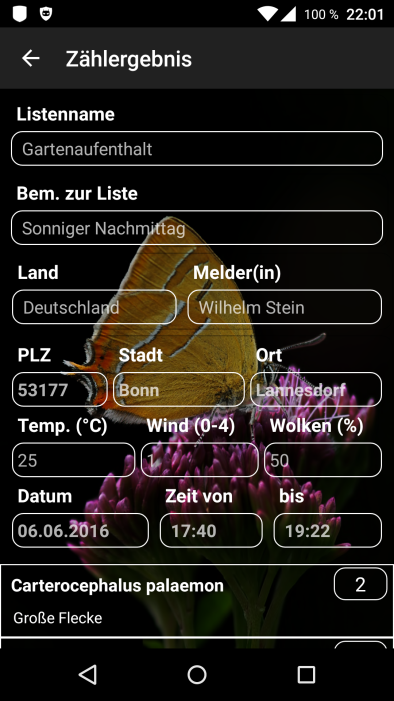 100 % 22:01
Zählergebnis
Listenname
Gartenaufenthalt
Bem. zur Liste
Sonniger Nachmittag
Land Melder(in)
Deutschland Wilhelm Stein
PLZ Stadt Ort
53177 Bonn Lannesdorf
Temp. (°C) Wind (0-4) Wolken (%)
25 1 50
Datum Zeit von bis
06.06.2016 17:40 19:22
Carterocephalus palaemon 2
Große Flecke